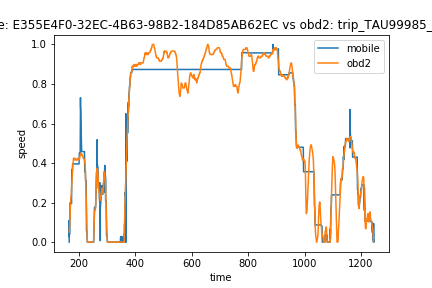 e: E355E4F0-32EC-4B63-98B2-184D85AB62EC vs obd2: trip_TAU99985_
mobile
obd2
1.0
0.8
0.6
0.4
0.2
0.0
speed
200 400 600 800 1000 1200
time